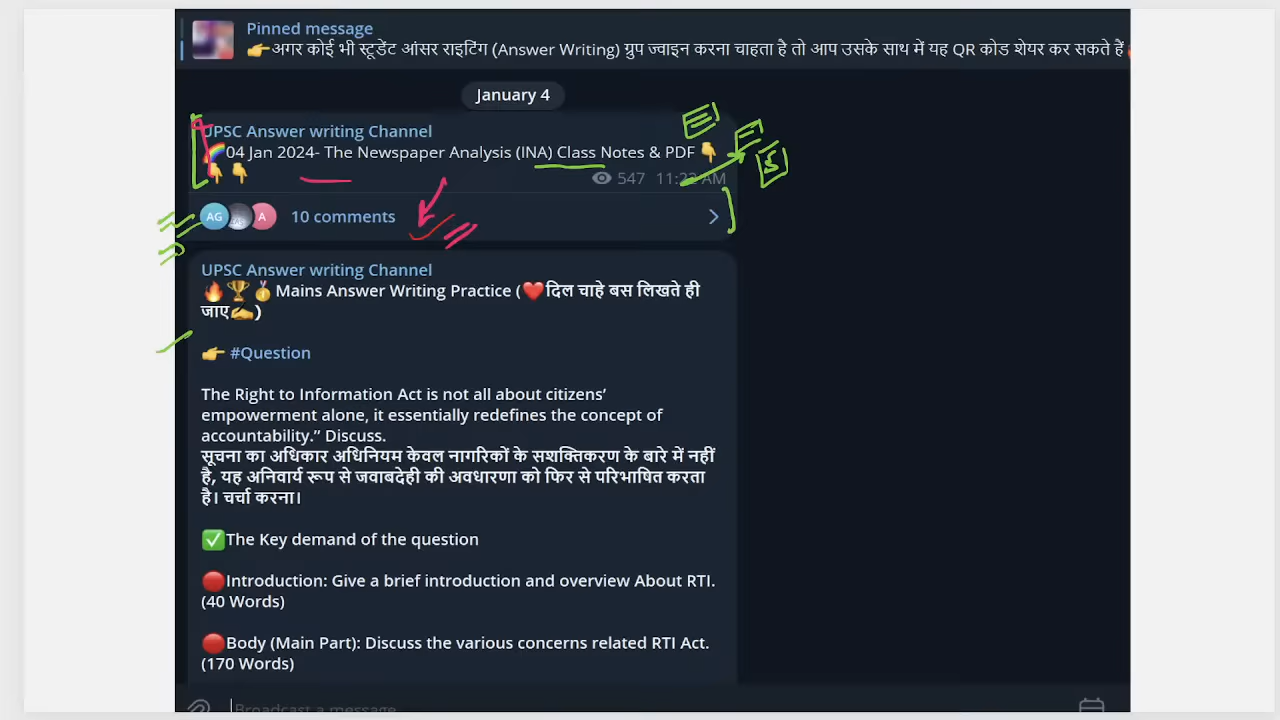 Pinned message
👉अगर कोई भी स्टूडेंट आंसर राइटिंग (Answer Writing) ग्रुप ज्वाइन करना चाहता है तो आप उसके साथ में यह QR कोड शेयर कर सकते हैं
January 4
UPSC Answer writing Channel
🌈04 Jan 2024- The Newspaper Analysis (INA) Class Notes & PDF 👇
👇👇
547 11:22 AM
AG A 10 comments
UPSC Answer writing Channel
🔥🏆🥇Mains Answer Writing Practice (❤️दिल चाहे बस लिखते ही
जाए✍️)
👉 #Question
The Right to Information Act is not all about citizens’
empowerment alone, it essentially redefines the concept of
accountability.” Discuss.
सूचना का अधिकार अधिनियम केवल नागरिकों के सशक्तिकरण के बारे में नहीं
है, यह अनिवार्य रूप से जवाबदेही की अवधारणा को फिर से परिभाषित करता
है। चर्चा करना।
✅The Key demand of the question
🔴Introduction: Give a brief introduction and overview About RTI.
(40 Words)
🔴Body (Main Part): Discuss the various concerns related RTI Act.
(170 Words)
Broadcast a message...